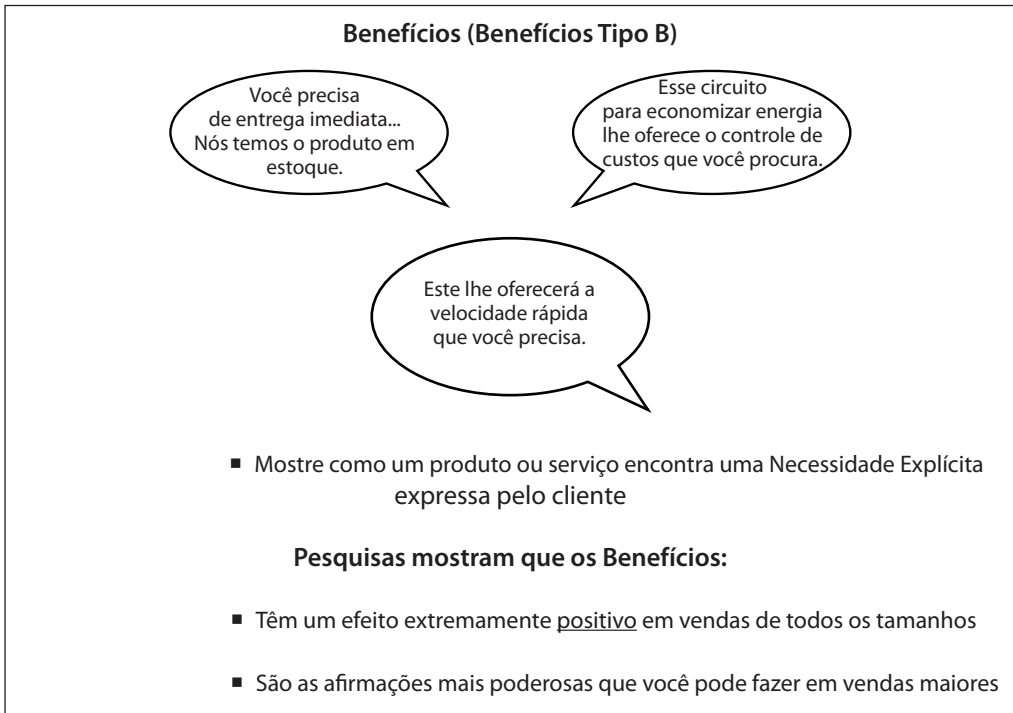 Benefícios (Benefícios Tipo B)
Você precisa
de entrega imediata...
Nós temos o produto em
estoque.
Esse circuito
para economizar energia
lhe oferece o controle de
custos que você procura.
Este lhe oferecerá a
velocidade rápida
que você precisa.
▪ Mostre como um produto ou serviço encontra uma Necessidade Explícita
expressa pelo cliente
Pesquisas mostram que os Benefícios:
▪ Têm um efeito extremamente positivo em vendas de todos os tamanhos
▪ São as afirmações mais poderosas que você pode fazer em vendas maiores